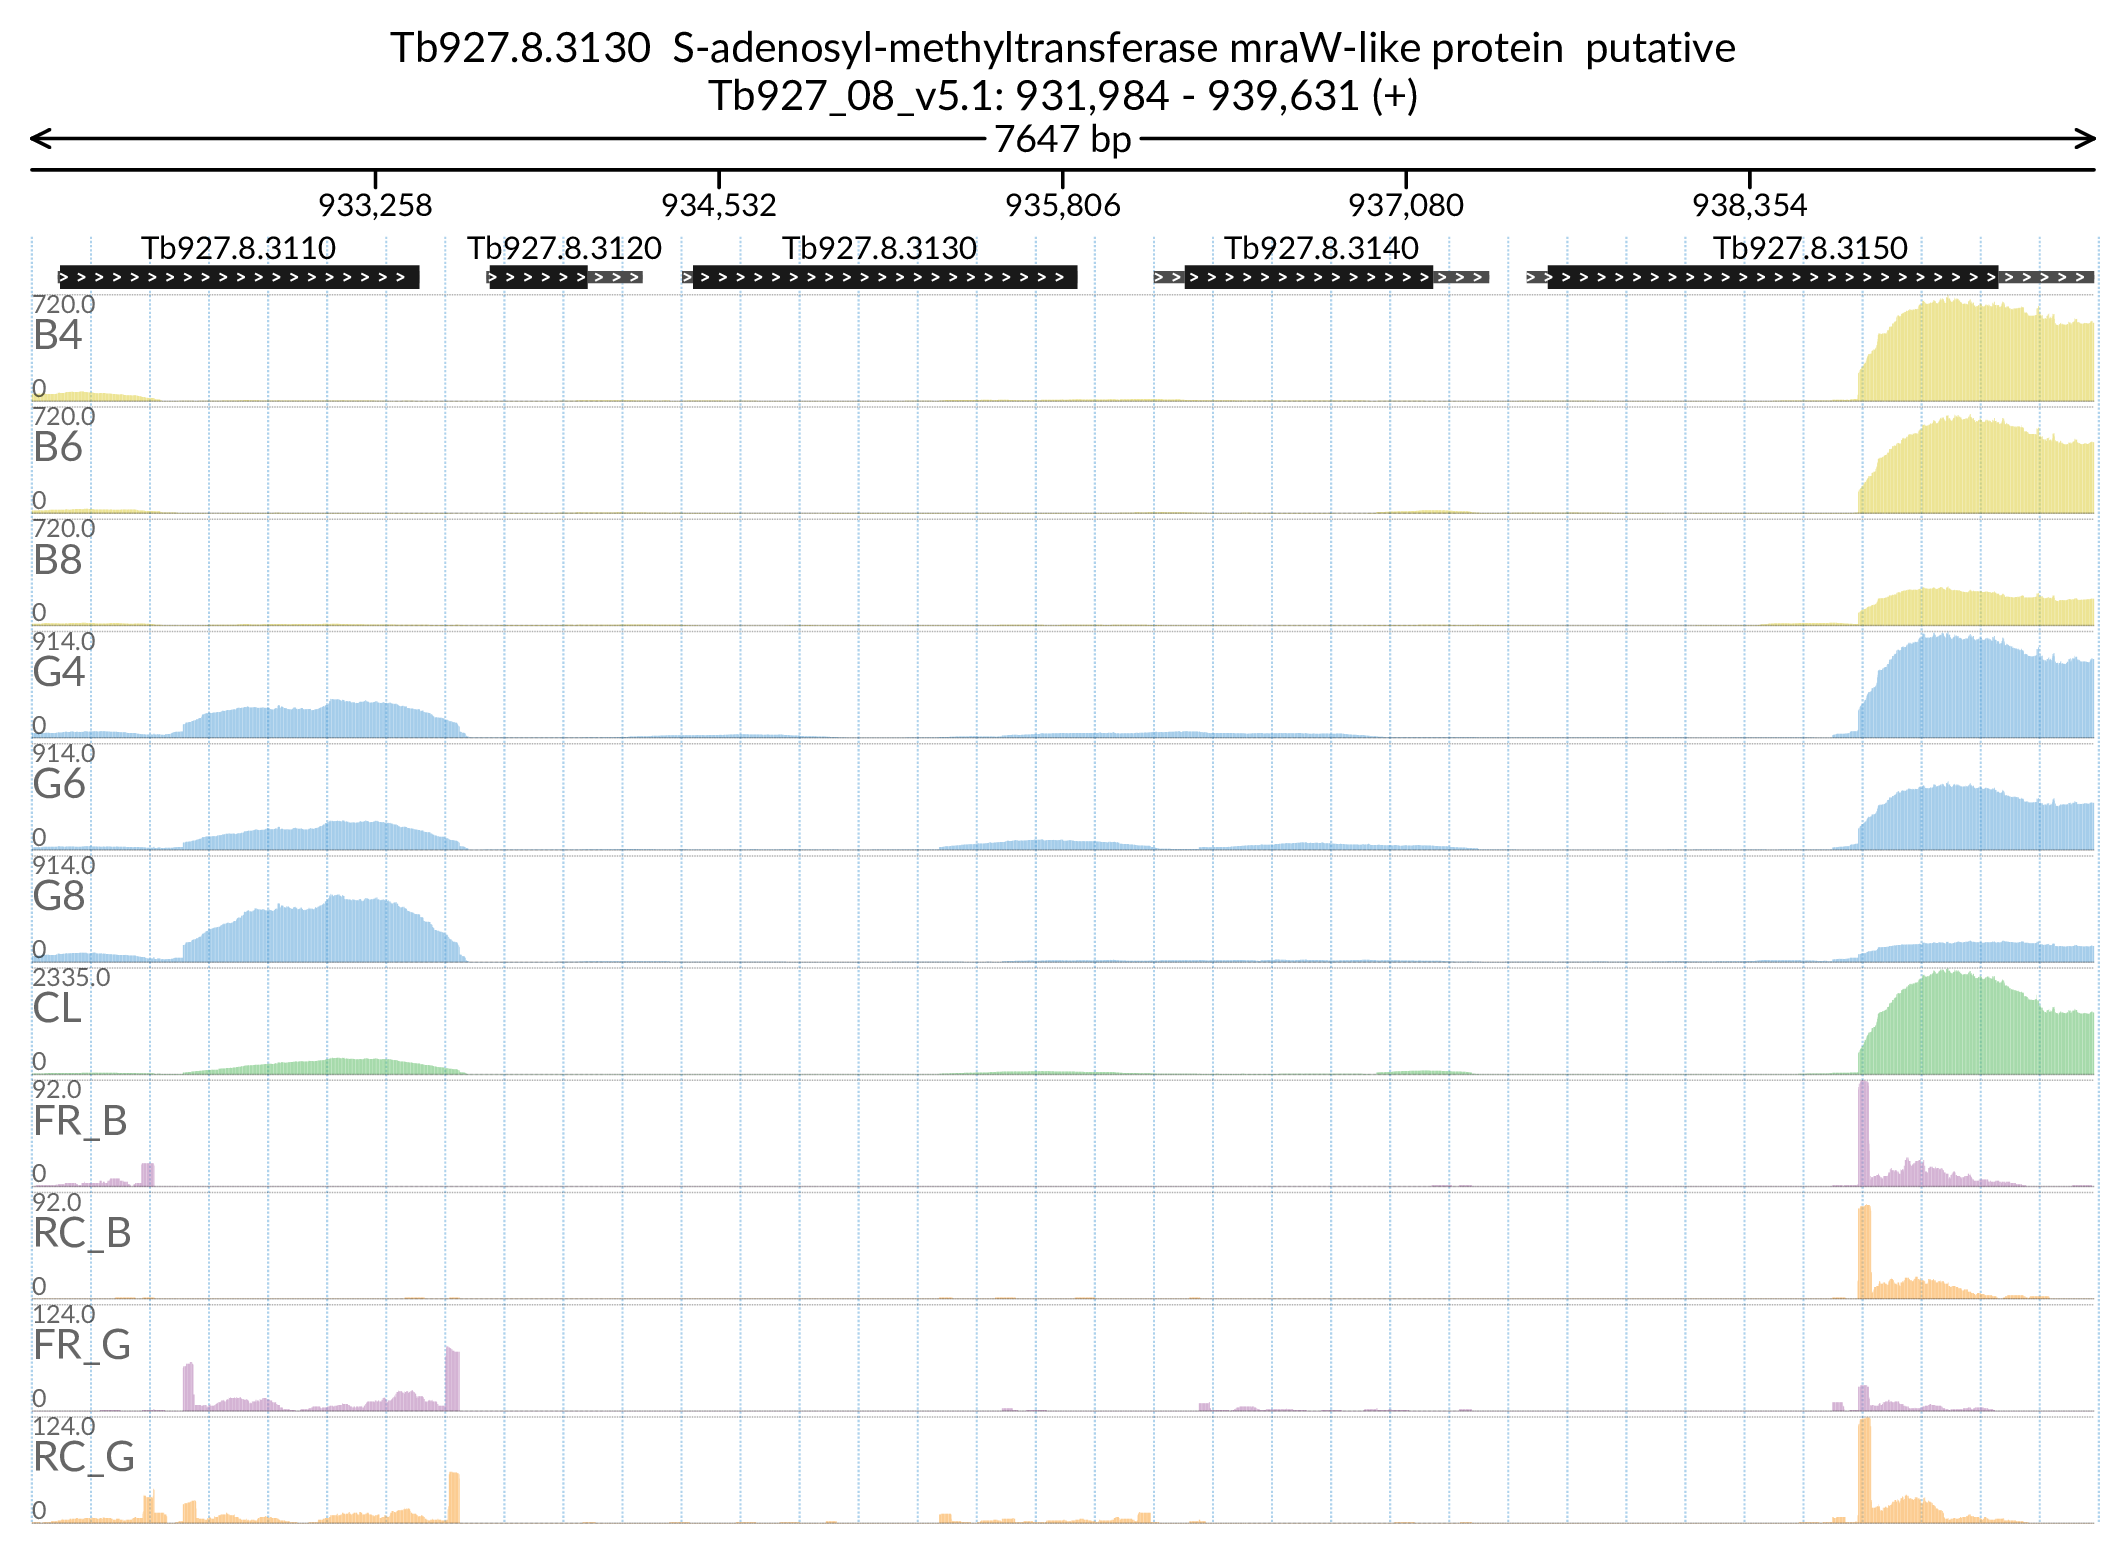 Tb927.8.3130  S-adenosyl-methyltransferase mraW-like protein  putative
Tb927_08_v5.1: 931,984 - 939,631 (+)
7647 bp
933,258 934,532 935,806 937,080 938,354
Tb927.8.3110 Tb927.8.3120 Tb927.8.3130 Tb927.8.3140 Tb927.8.3150
720.0
B4
0
720.0
B6
0
720.0
B8
0
914.0
G4
0
914.0
G6
0
914.0
G8
0
2335.0
CL
0
92.0
FR_B
0
92.0
RC_B
0
124.0
FR_G
0
124.0
RC_G
0